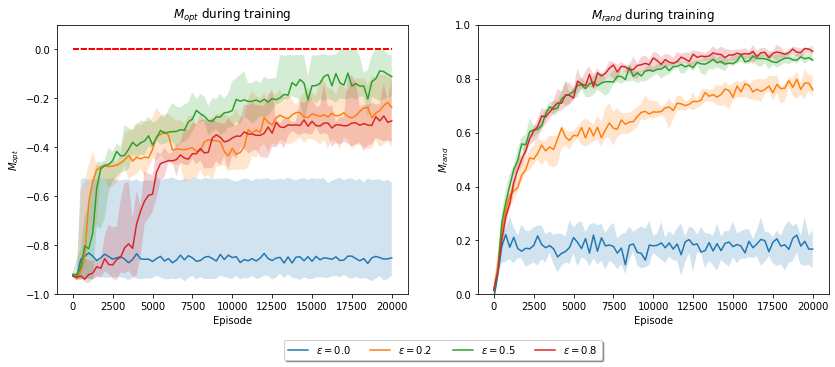 M_opt during training
0.0
−0.2
−0.4
−0.6
−0.8
−1.0
M_opt
0 2500 5000 7500 10000 12500 15000 17500 20000
Episode
M_rand during training
1.0
0.8
0.6
0.4
0.2
0.0
M_rand
0 2500 5000 7500 10000 12500 15000 17500 20000
Episode
ε = 0.0 ε = 0.2 ε = 0.5 ε = 0.8